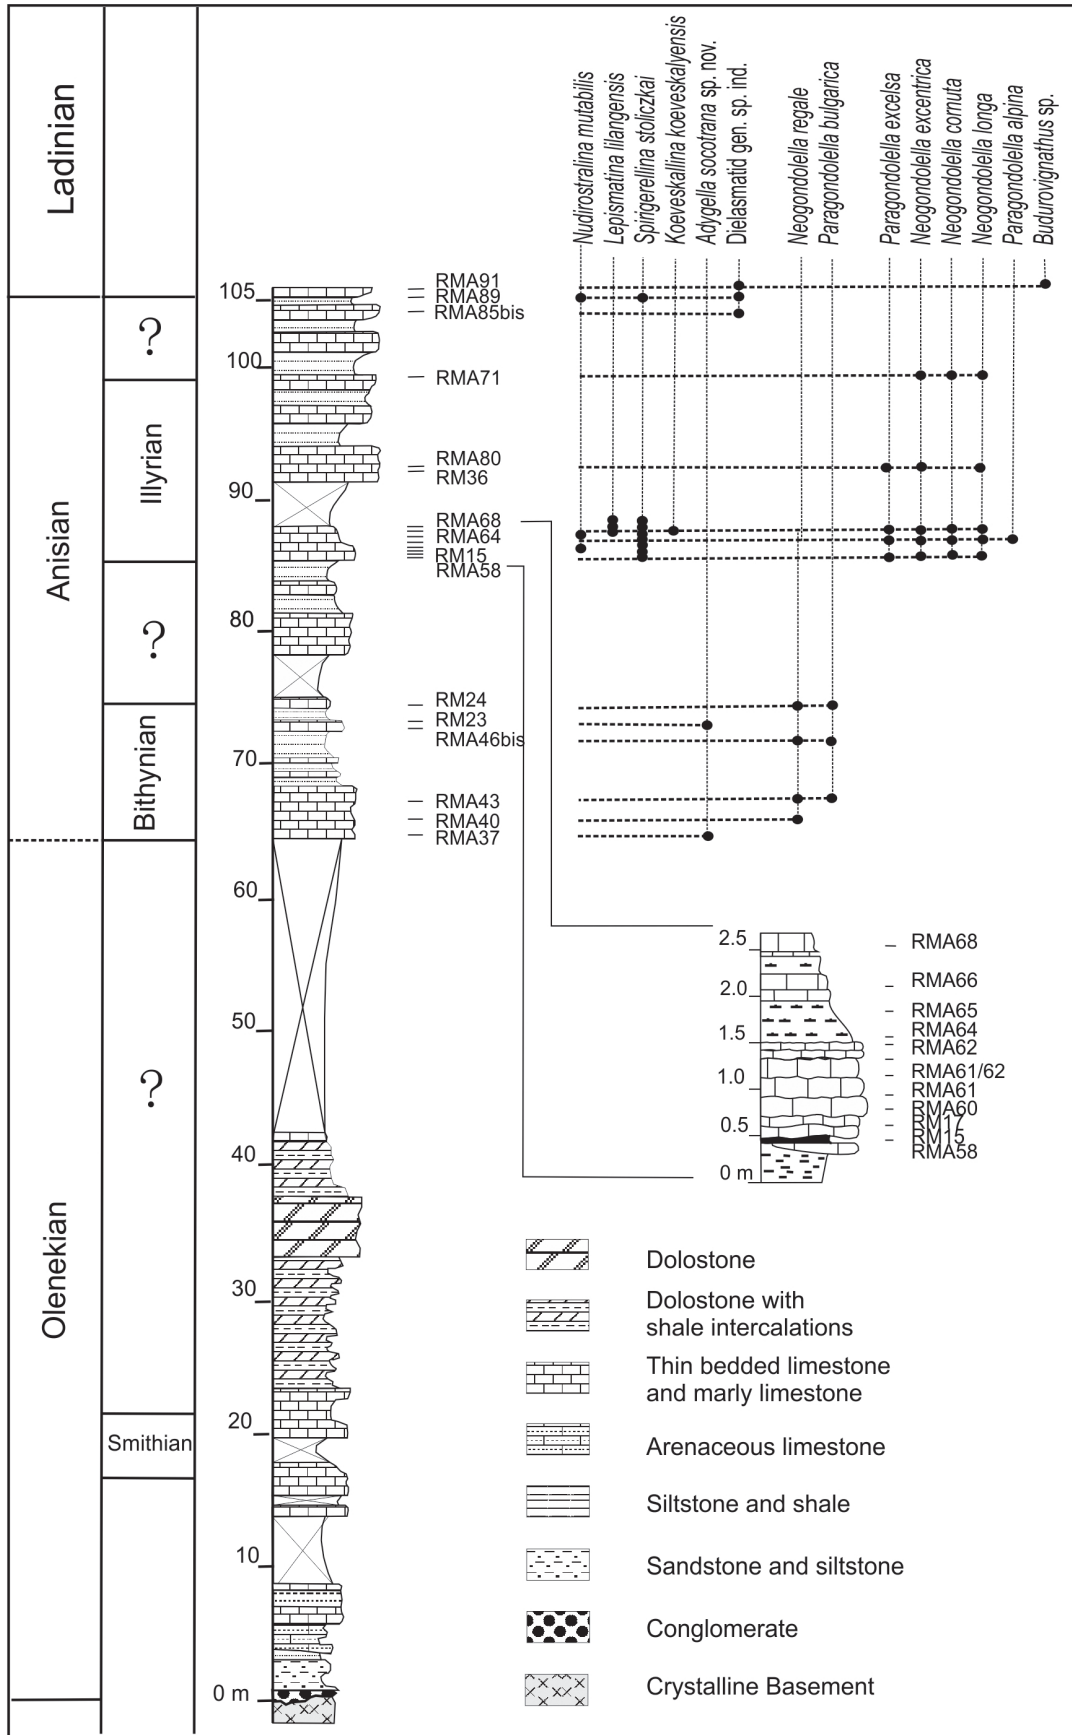 Nudirostralina mutabilis
Lepismatina lilangensis
Spirigerellina stoliczkai
Koeveskallina koeveskalyensis
Adygella socotrana sp. nov.
Dielasmatid gen. sp. ind.
Neogondolella regale
Paragondolella bulgarica
Paragondolella excelsa
Neogondolella excentrica
Neogondolella cornuta
Neogondolella longa
Paragondolella alpina
Budurovignathus sp.
Ladinian
Anisian
Olenekian
?
Illyrian
?
Bithynian
?
Smithian
105
100
90
80
70
60
50
40
30
20
10
0 m
RMA91
RMA89
RMA85bis
RMA71
RMA80
RM36
RMA68
RMA64
RM15
RMA58
RM24
RM23
RMA46bis
RMA43
RMA40
RMA37
2.5
2.0
1.5
1.0
0.5
0 m
RMA68
RMA66
RMA65
RMA64
RMA62
RMA61/62
RMA61
RMA60
RM17
RM15
RMA58
Dolostone
Dolostone with
shale intercalations
Thin bedded limestone
and marly limestone
Arenaceous limestone
Siltstone and shale
Sandstone and siltstone
Conglomerate
Crystalline Basement